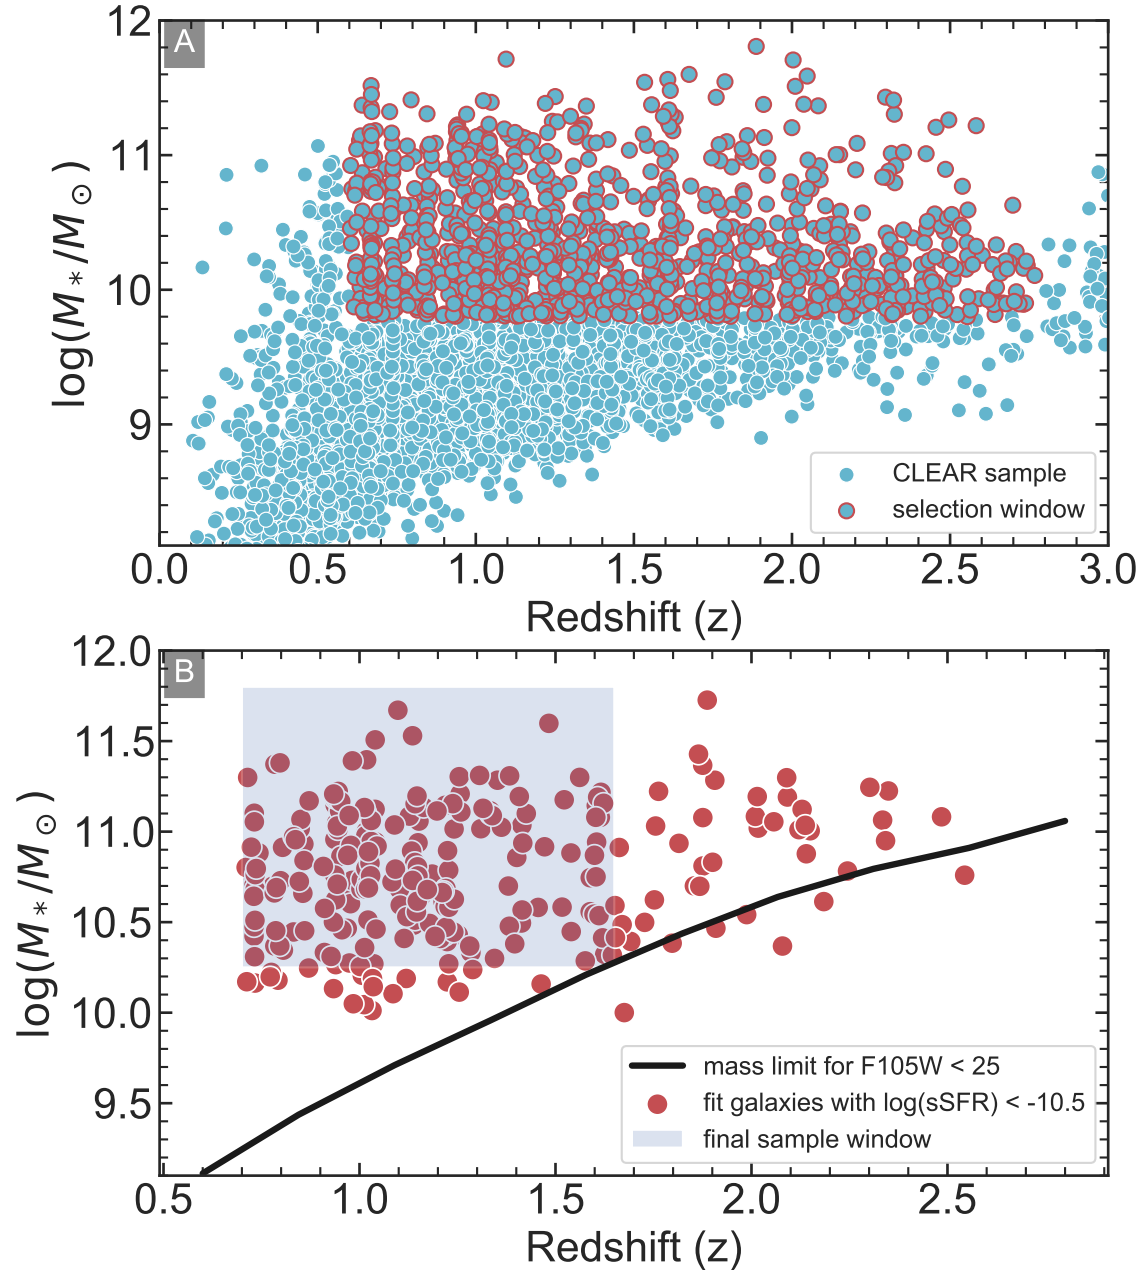 A
12
11
10
9
log(M*/M⊙)
0.0 0.5 1.0 1.5 2.0 2.5 3.0
Redshift (z)
CLEAR sample
selection window
B
12.0
11.5
11.0
10.5
10.0
9.5
log(M*/M⊙)
0.5 1.0 1.5 2.0 2.5
Redshift (z)
mass limit for F105W < 25
fit galaxies with log(sSFR) < -10.5
final sample window